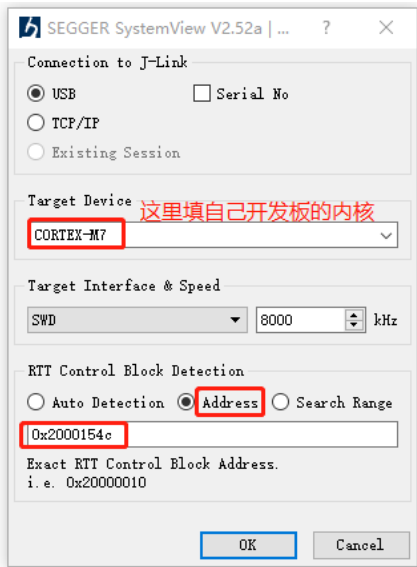 SEGGER SystemView V2.52a | ...
Connection to J-Link
USB
Serial No
TCP/IP
Existing Session
Target Device
这里填自己开发板的内核
CORTEX-M7
Target Interface & Speed
SWD
8000
kHz
RTT Control Block Detection
Auto Detection
Address
Search Range
0x2000154c
Exact RTT Control Block Address.
i.e. 0x20000010
OK
Cancel